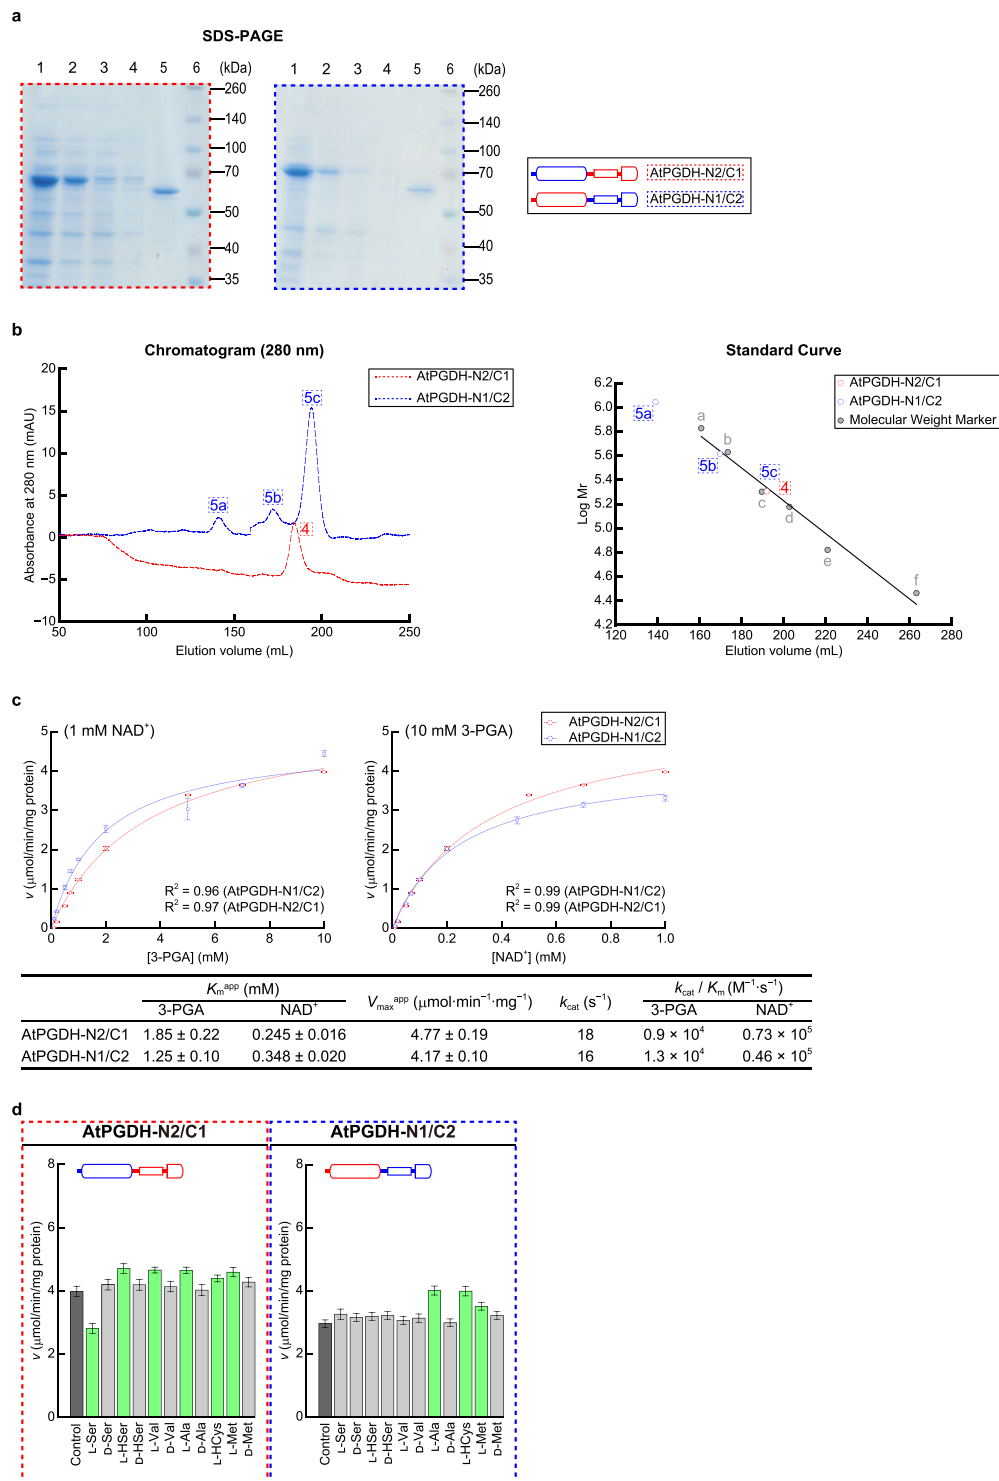 a
SDS-PAGE
1 2 3 4 5 6 (kDa)
260
140
100
70
50
40
35
1 2 3 4 5 6 (kDa)
260
140
100
70
50
40
35
AtPGDH-N2/C1
AtPGDH-N1/C2
b
Chromatogram (280 nm)
AtPGDH-N2/C1
AtPGDH-N1/C2
20
15
10
5
0
−5
−10
Absorbance at 280 nm (mAU)
5a
5b
5c
4
50 100 150 200 250
Elution volume (mL)
Standard Curve
AtPGDH-N2/C1
AtPGDH-N1/C2
Molecular Weight Marker
6.2
6.0
5.8
5.6
5.4
5.2
5.0
4.8
4.6
4.4
4.2
Log Mr
5a
a
b
5b
5c
4
c
d
e
f
120 140 160 180 200 220 240 260 280
Elution volume (mL)
c
(1 mM NAD⁺)
5
4
3
2
1
0
v (μmol/min/mg protein)
R² = 0.96 (AtPGDH-N1/C2)
R² = 0.97 (AtPGDH-N2/C1)
0 2 4 6 8 10
[3-PGA] (mM)
(10 mM 3-PGA)
AtPGDH-N2/C1
AtPGDH-N1/C2
5
4
3
2
1
0
v (μmol/min/mg protein)
R² = 0.99 (AtPGDH-N1/C2)
R² = 0.99 (AtPGDH-N2/C1)
0 0.2 0.4 0.6 0.8 1.0
[NAD⁺] (mM)
Kₘᵃᵖᵖ (mM) Vmaxᵃᵖᵖ (μmol·min⁻¹·mg⁻¹) kcat (s⁻¹) kcat / Kₘ (M⁻¹·s⁻¹)
3-PGA NAD⁺ 3-PGA NAD⁺
AtPGDH-N2/C1 1.85 ± 0.22 0.245 ± 0.016 4.77 ± 0.19 18 0.9 × 10⁴ 0.73 × 10⁵
AtPGDH-N1/C2 1.25 ± 0.10 0.348 ± 0.020 4.17 ± 0.10 16 1.3 × 10⁴ 0.46 × 10⁵
d
AtPGDH-N2/C1
8
6
4
2
0
v (μmol/min/mg protein)
Control
L-Ser
D-Ser
L-HSer
D-HSer
L-Val
D-Val
L-Ala
D-Ala
L-HCys
L-Met
D-Met
AtPGDH-N1/C2
8
6
4
2
0
v (μmol/min/mg protein)
Control
L-Ser
D-Ser
L-HSer
D-HSer
L-Val
D-Val
L-Ala
D-Ala
L-HCys
L-Met
D-Met